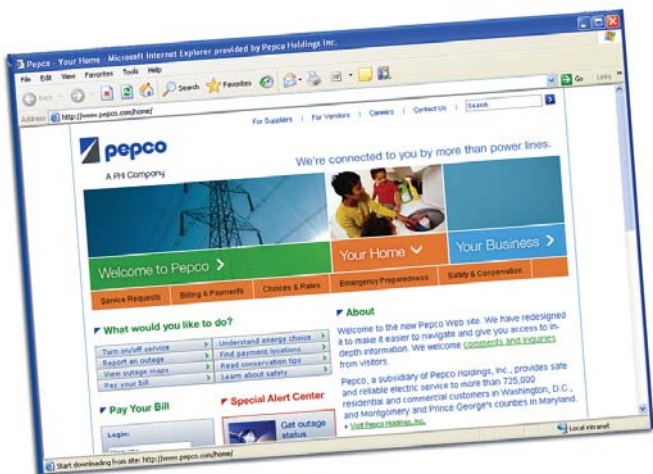 Pepco - Your Home - Microsoft Internet Explorer provided by Pepco Holdings Inc.
File Edit View Favorites Tools Help
Back Search Favorites
Address http://www.pepco.com/home/ Go Links »
For Suppliers | For Vendors | Careers | Contact Us | Search
pepco
A PHI Company
We're connected to you by more than power lines.
Welcome to Pepco > Your Home Your Business >
Service Requests Billing & Payments Choices & Rates Emergency Preparedness Safety & Conservation
What would you like to do?
Turn on/off service Understand energy choice
Report an outage Find payment locations
View outage maps Read conservation tips
Pay your bill Learn about safety
About
Welcome to the new Pepco Web site. We have redesigned
it to make it easier to navigate and give you access to in-
depth information. We welcome comments and inquiries
from visitors.
Pepco, a subsidiary of Pepco Holdings, Inc., provides safe
and reliable electric service to more than 725,000
residential and commercial customers in Washington, D.C.,
and Montgomery and Prince George's counties in Maryland.
Visit Pepco Holdings, Inc.
Pay Your Bill
Login:
Special Alert Center
Get outage
status
Start downloading from site: http://www.pepco.com/home/ Local intranet